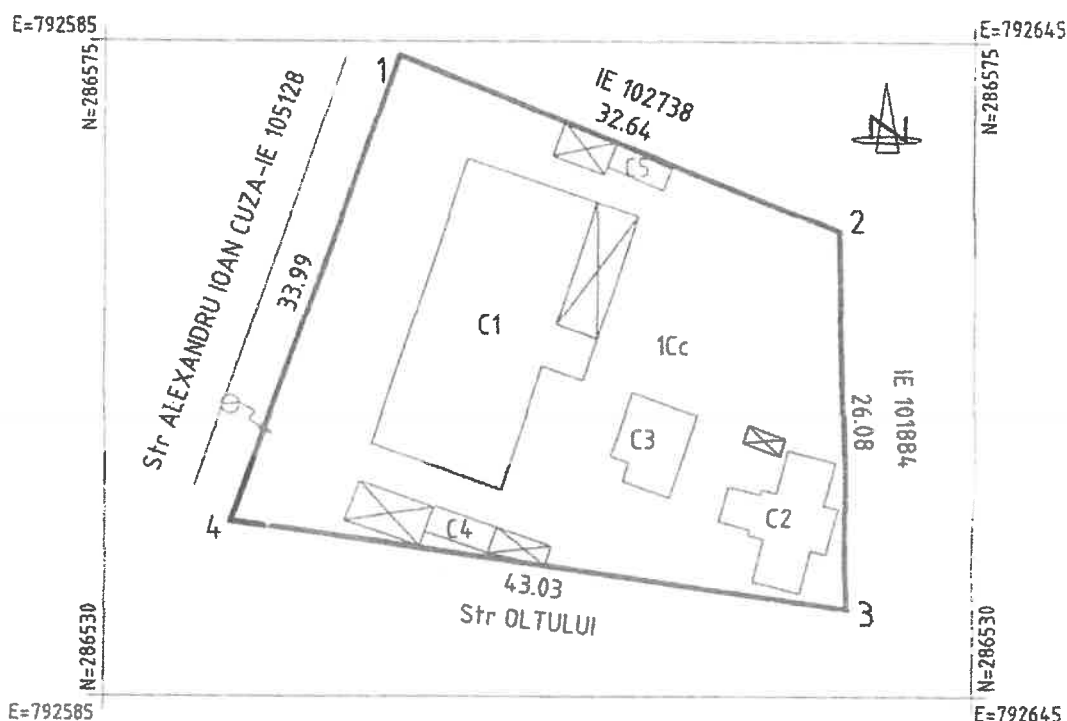 E=792585
E=792645
N=286575
N=286575
1
IE 102738
32.64
N
Str ALEXANDRU IOAN CUZA-IE 105128
33.99
C5
2
C1
1Cc
IE 101884
26.08
C3
C2
4
C4
43.03
Str OLTULUI
3
N=286530
N=286530
E=792585
E=792645